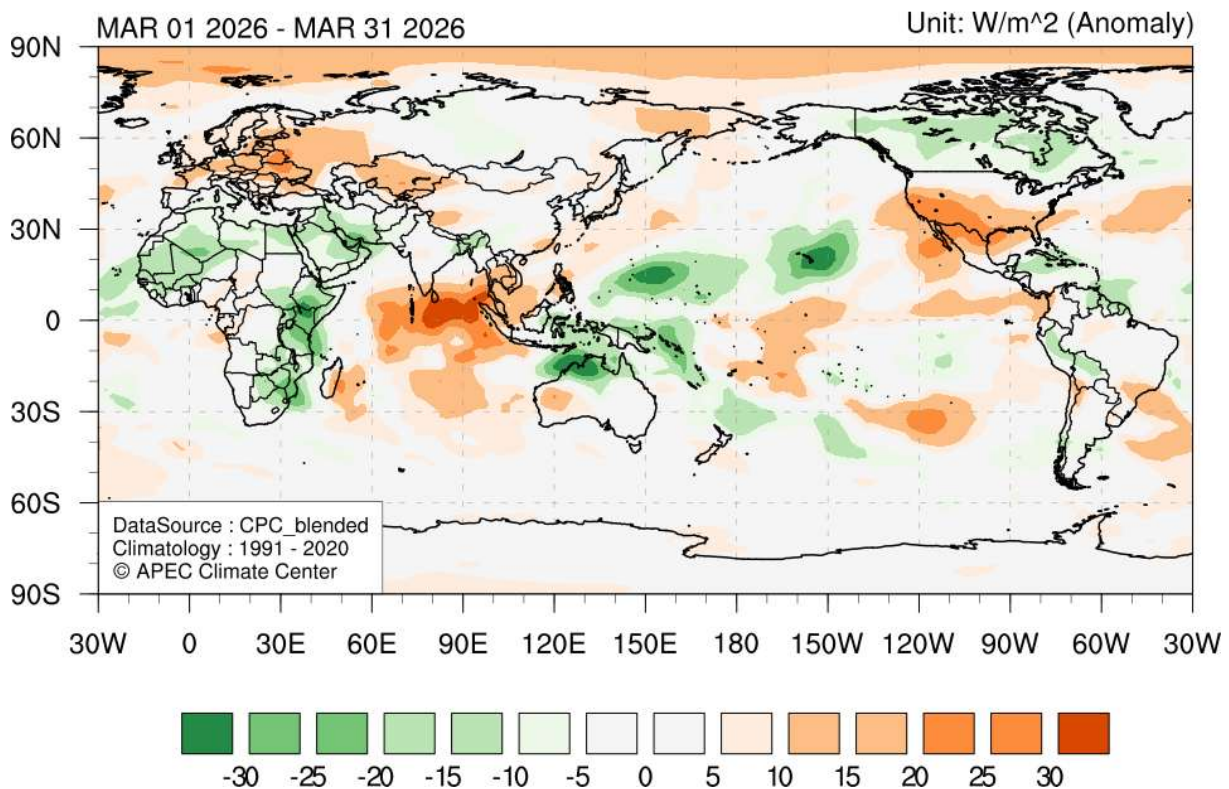 MAR 01 2026 - MAR 31 2026
Unit: W/m^2 (Anomaly)
90N
60N
30N
0
30S
60S
90S
DataSource : CPC_blended
Climatology : 1991 - 2020
© APEC Climate Center
30W 0 30E 60E 90E 120E 150E 180 150W 120W 90W 60W 30W
-30 -25 -20 -15 -10 -5 0 5 10 15 20 25 30